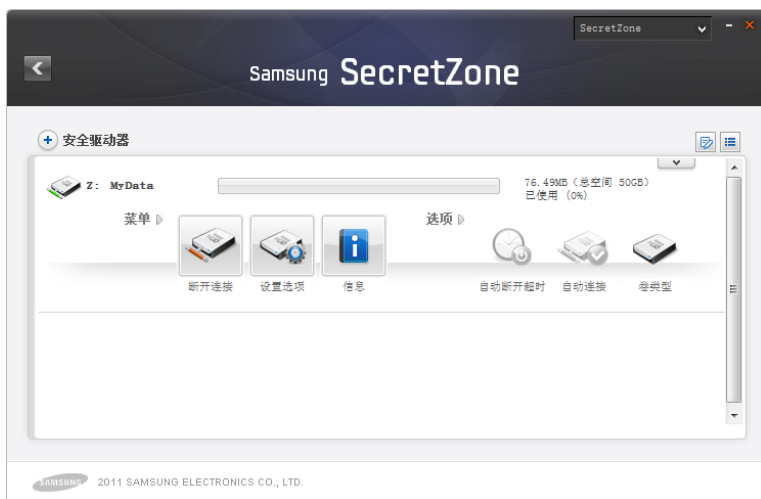 SecretZone
Samsung SecretZone
安全驱动器
Z: MyData
76.49MB（总空间 50GB）
已使用 （0%）
菜单
选项
断开连接
设置选项
信息
自动断开超时
自动连接
卷类型
SAMSUNG
2011 SAMSUNG ELECTRONICS CO., LTD.